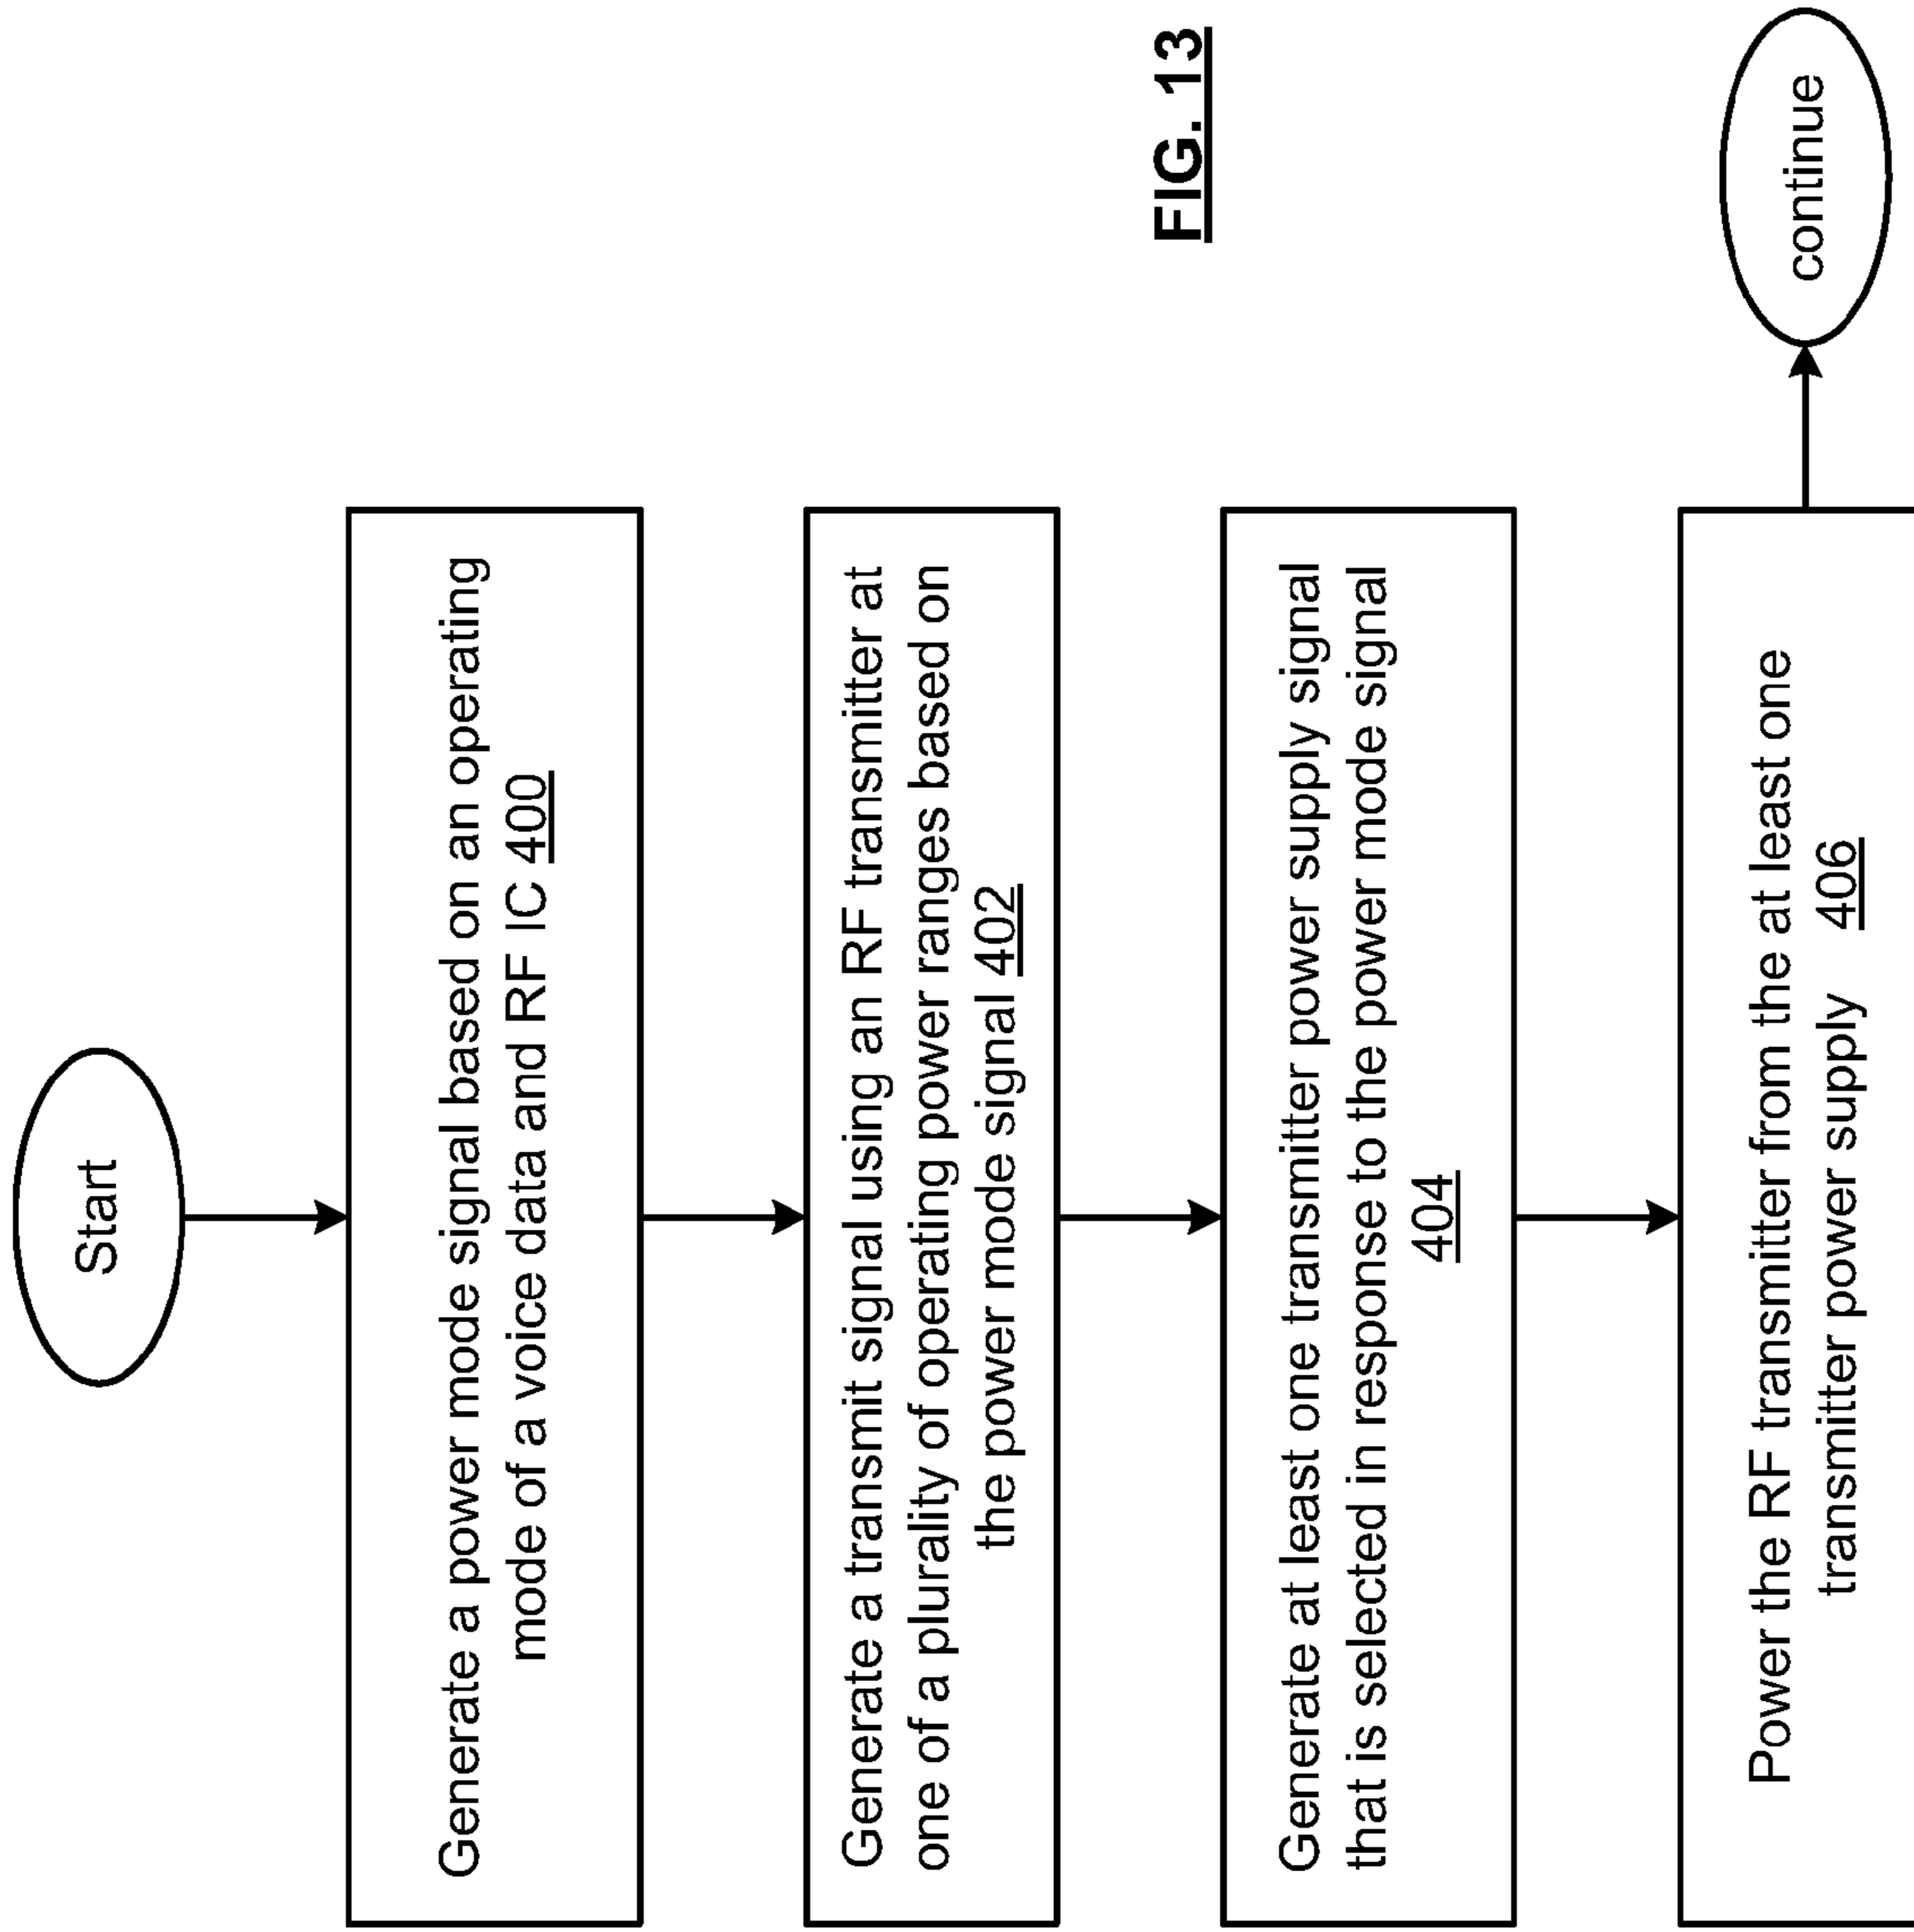 Start
Generate a power mode signal based on an operating
mode of a voice data and RF IC 400
Generate a transmit signal using an RF transmitter at
one of a plurality of operating power ranges based on
the power mode signal 402
Generate at least one transmitter power supply signal
that is selected in response to the power mode signal
404
Power the RF transmitter from the at least one
transmitter power supply 406
continue
FIG. 13